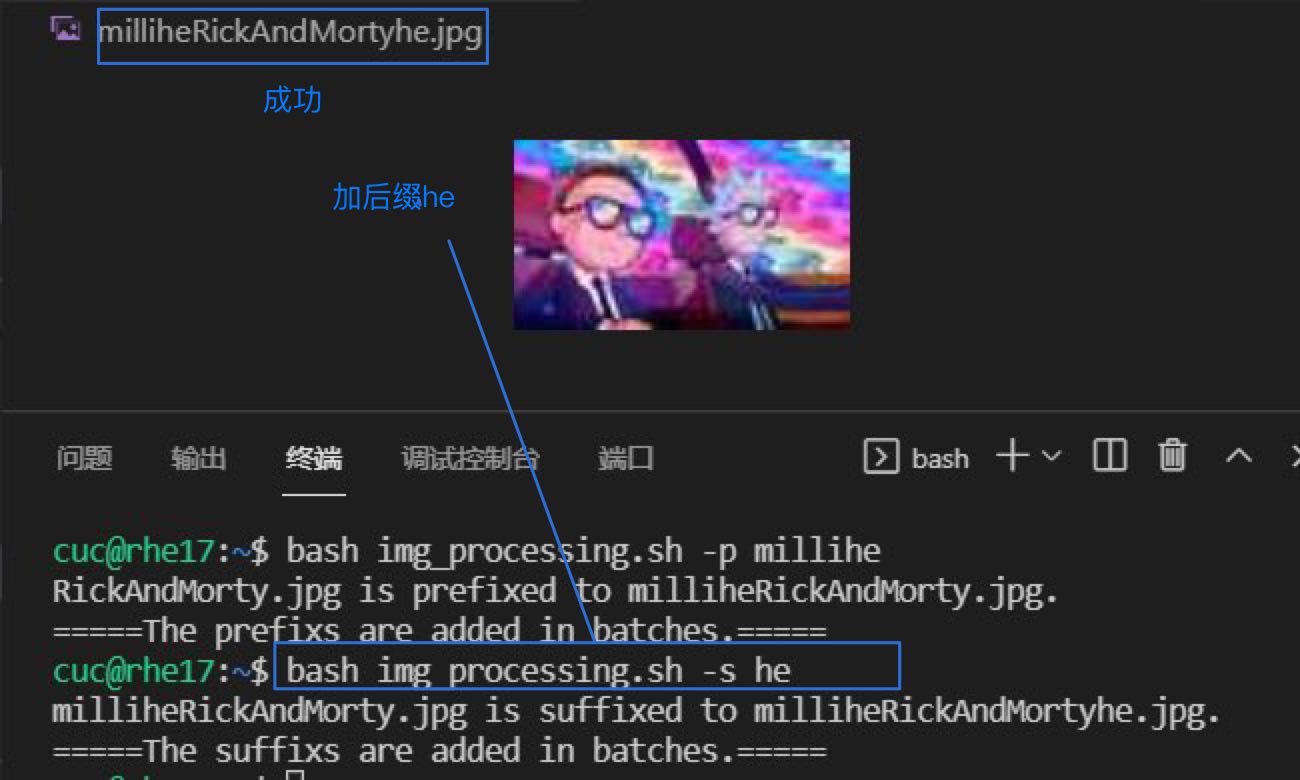 milliheRickAndMortyhe.jpg
成功
加后缀he
问题 输出 终端 调试控制台 端口 bash
cuc@rhe17:~$ bash img_processing.sh -p millihe
RickAndMorty.jpg is prefixed to milliheRickAndMorty.jpg.
=====The prefixs are added in batches.=====
cuc@rhe17:~$ bash img_processing.sh -s he
milliheRickAndMorty.jpg is suffixed to milliheRickAndMortyhe.jpg.
=====The suffixs are added in batches.=====